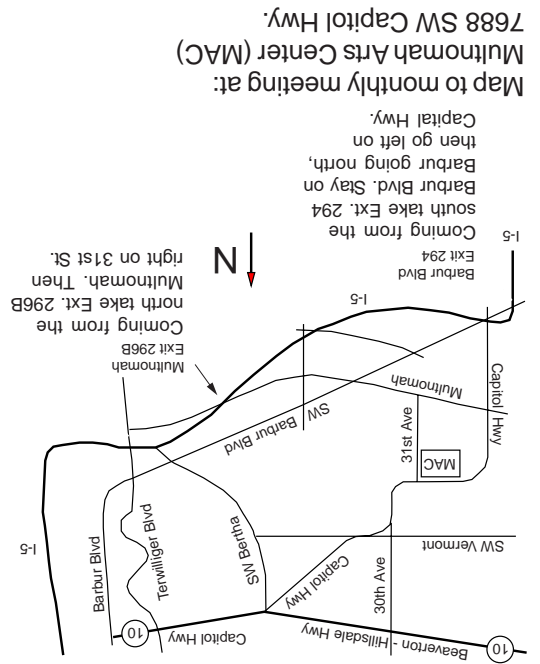 10
Beaverton - Hillsdale Hwy
Capitol Hwy
10
30th Ave
Capitol Hwy
SW Bertha
Terwilliger Blvd
Barbur Blvd
I-5
SW Vermont
MAC
31st Ave
Capitol Hwy
Multnomah
SW
Barbur Blvd
Multnomah
Exit 296B
Coming from the
north take Ext. 296B
Multnomah. Then
right on 31st St.
I-5
I-5
N
Barbur Blvd
Exit 294
Coming from the
south take Ext. 294
Barbur Blvd. Stay on
Barbur going north,
then go left on
Capital Hwy.
Map to monthly meeting at:
Multnomah Arts Center (MAC)
7688 SW Capitol Hwy.